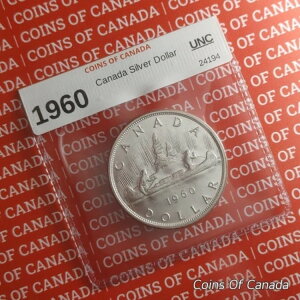 COINS OF CANADA
1960
Canada Silver Dollar
UNC
24194
CANADA
1960
DOLLAR
Coins Of Canada